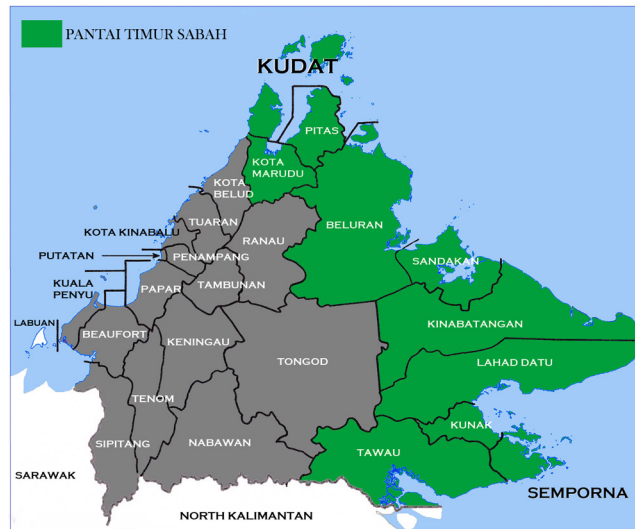 PANTAI TIMUR SABAH
KUDAT
PITAS
KOTA
MARUDU
KOTA
BELUD
TUARAN
KOTA KINABALU
RANAU
BELURAN
PUTATAN
PENAMPANG
SANDAKAN
KUALA
PENYU
PAPAR
TAMBUNAN
KINABATANGAN
LABUAN
BEAUFORT
KENINGAU
TONGOD
LAHAD DATU
TENOM
KUNAK
SIPITANG
NABAWAN
TAWAU
SARAWAK
SEMPORNA
NORTH KALIMANTAN